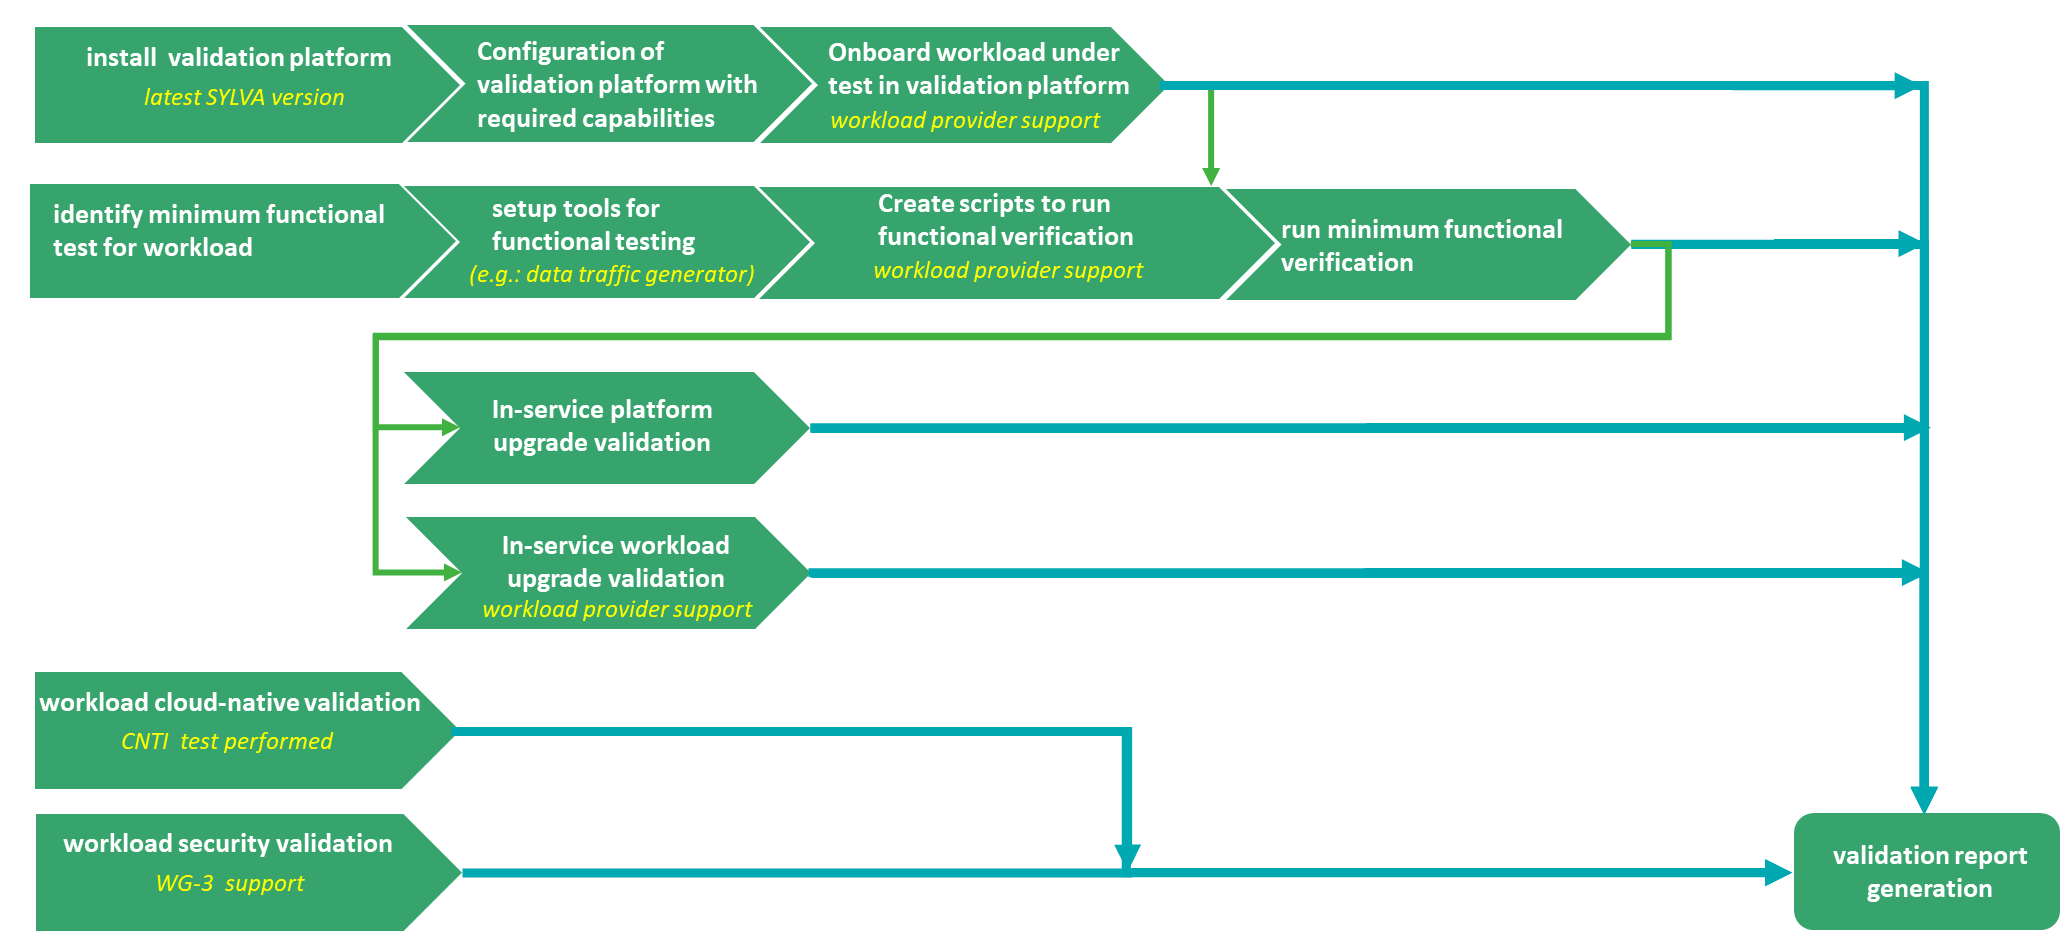 install  validation platform
latest SYLVA version
Configuration of
validation platform with
required capabilities
Onboard workload under
test in validation platform
workload provider support
identify minimum functional
test for workload
setup tools for
functional testing
(e.g.: data traffic generator)
Create scripts to run
functional verification
workload provider support
run minimum functional
verification
In-service platform
upgrade validation
In-service workload
upgrade validation
workload provider support
workload cloud-native validation
CNTI  test performed
workload security validation
WG-3  support
validation report
generation